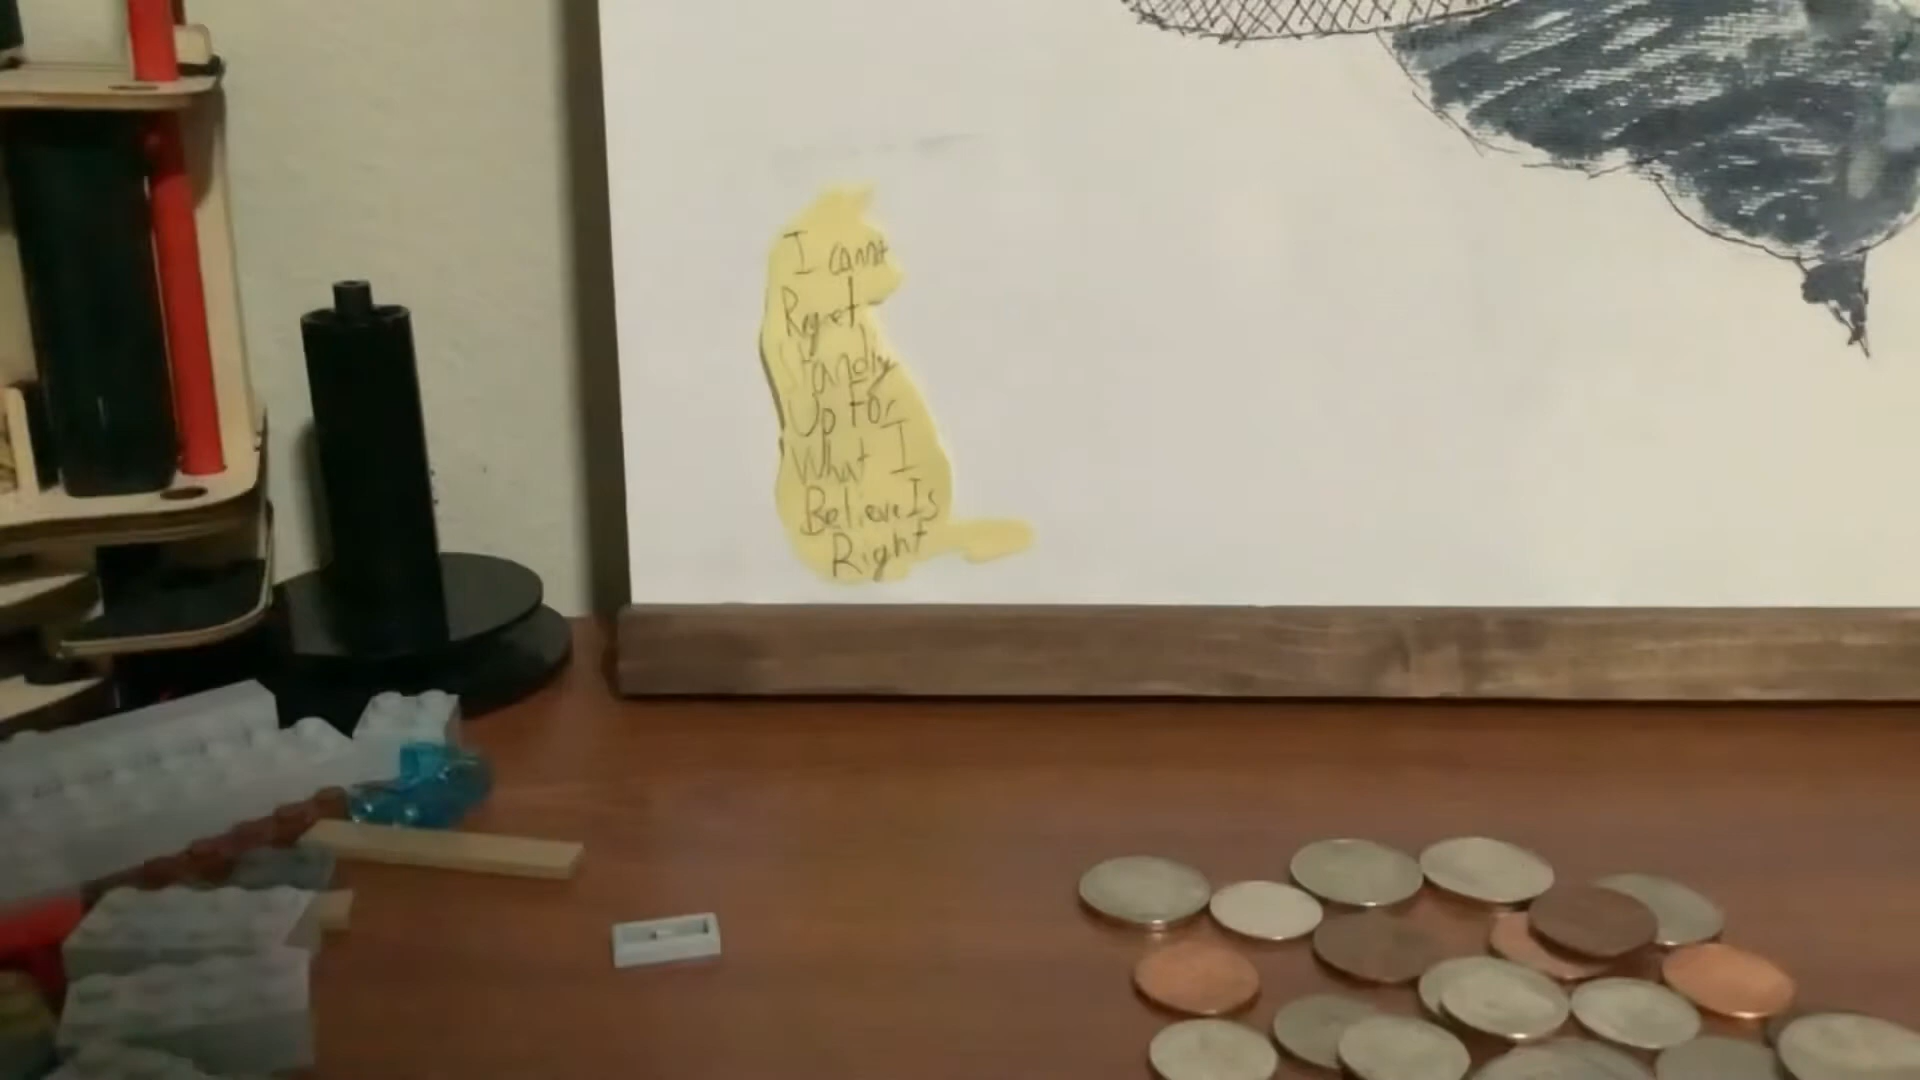 I cannot
Regret
Standing
Up For
What I
Believe Is
Right